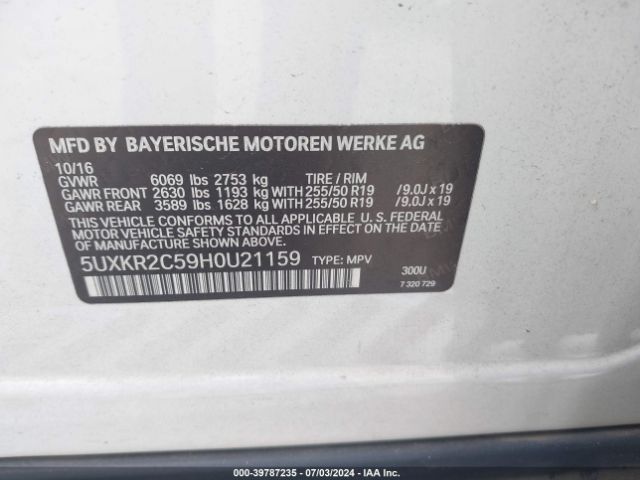 MFD BY BAYERISCHE MOTOREN WERKE AG
10/16
GVWR 6069 lbs 2753 kg TIRE / RIM
GAWR FRONT 2630 lbs 1193 kg WITH 255/50 R19 /9.0J x 19
GAWR REAR 3589 lbs 1628 kg WITH 255/50 R19 /9.0J x 19
THIS VEHICLE CONFORMS TO ALL APPLICABLE U. S. FEDERAL
MOTOR VEHICLE SAFETY STANDARDS IN EFFECT ON THE
DATE OF MANUFACTURE SHOWN ABOVE.
5UXKR2C59H0U21159 TYPE: MPV
300U
7 320 729
000-39787235 - 07/03/2024 - IAA Inc.